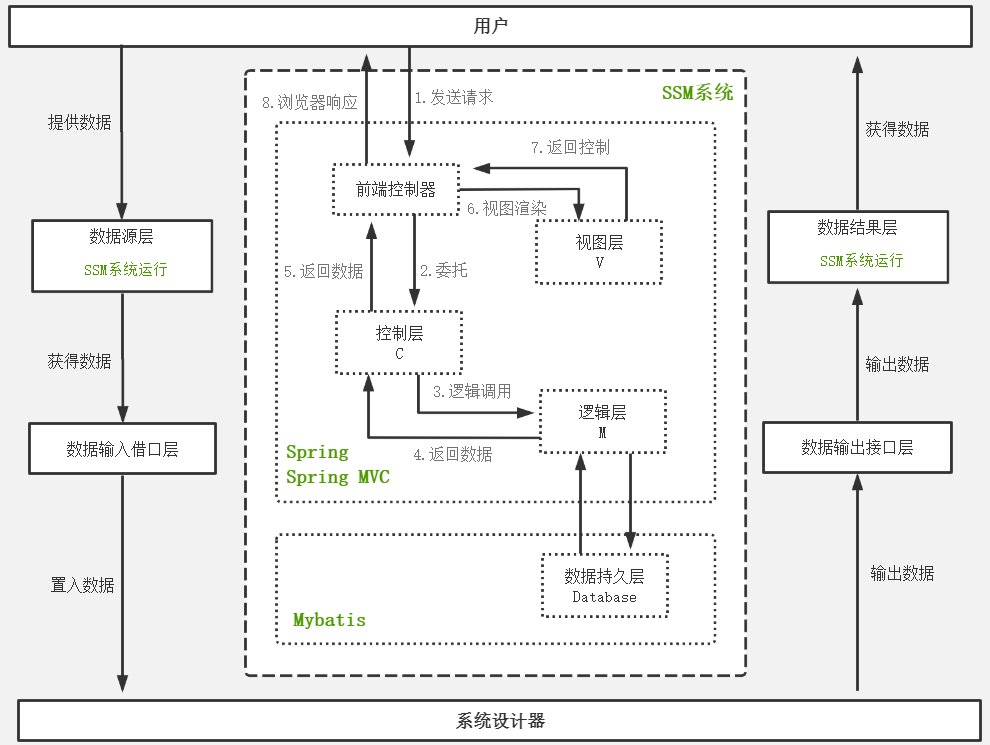 用户
SSM系统
8.浏览器响应
1.发送请求
提供数据
获得数据
7.返回控制
前端控制器
6.视图渲染
数据源层
SSM系统运行
视图层
V
数据结果层
SSM系统运行
5.返回数据
2.委托
控制层
C
获得数据
输出数据
3.逻辑调用
逻辑层
M
数据输入借口层
4.返回数据
数据输出接口层
Spring
Spring MVC
置入数据
数据持久层
Database
输出数据
Mybatis
系统设计器